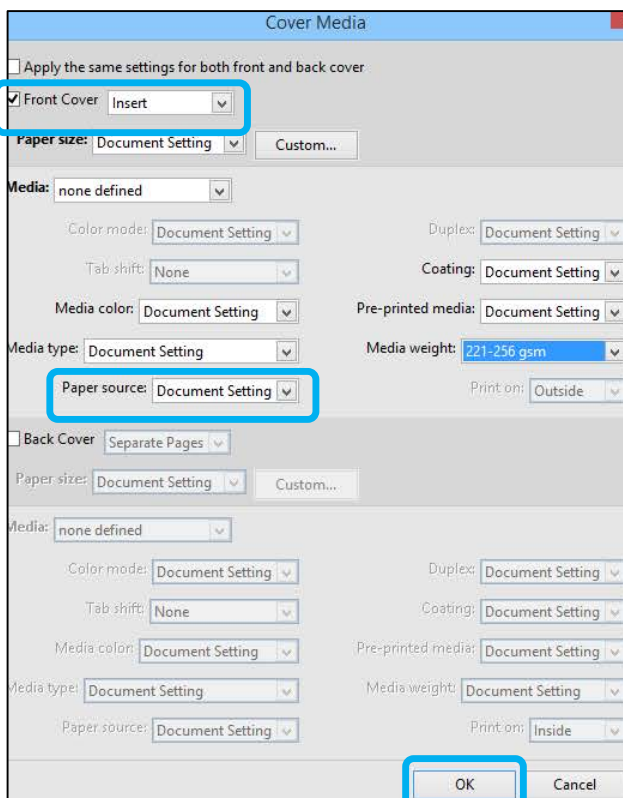 Cover Media
Apply the same settings for both front and back cover
Front Cover Insert
Paper size: Document Setting Custom...
Media: none defined
Color mode: Document Setting Duplex: Document Setting
Tab shift: None Coating: Document Setting
Media color: Document Setting Pre-printed media: Document Setting
Media type: Document Setting Media weight: 221-256 gsm
Paper source: Document Setting Print on: Outside
Back Cover Separate Pages
Paper size: Document Setting Custom...
Media: none defined
Color mode: Document Setting Duplex: Document Setting
Tab shift: None Coating: Document Setting
Media color: Document Setting Pre-printed media: Document Setting
Media type: Document Setting Media weight: Document Setting
Paper source: Document Setting Print on: Inside
OK Cancel